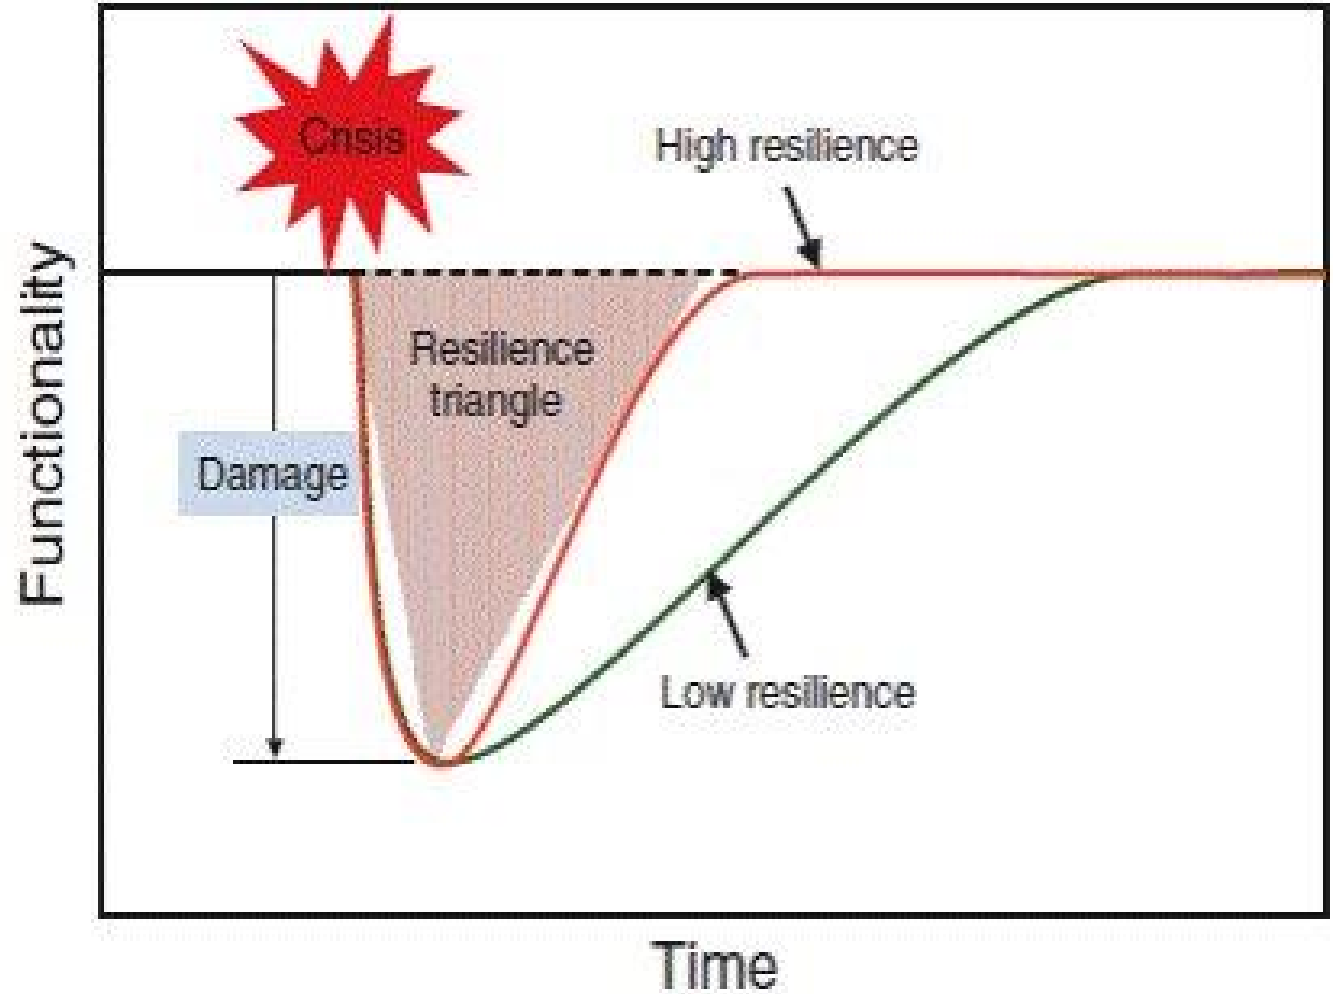 Crisis
High resilience
Resilience
triangle
Damage
Low resilience
Functionality
Time